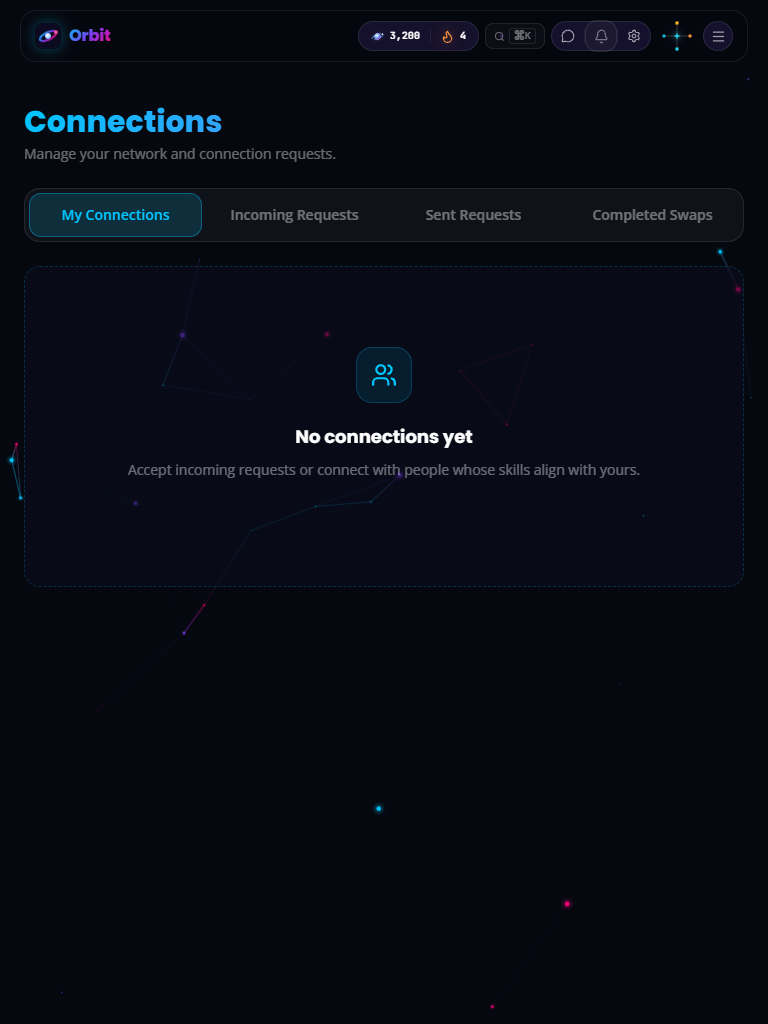 Orbit
3,200
4
⌘K
Connections
Manage your network and connection requests.
My Connections
Incoming Requests
Sent Requests
Completed Swaps
No connections yet
Accept incoming requests or connect with people whose skills align with yours.